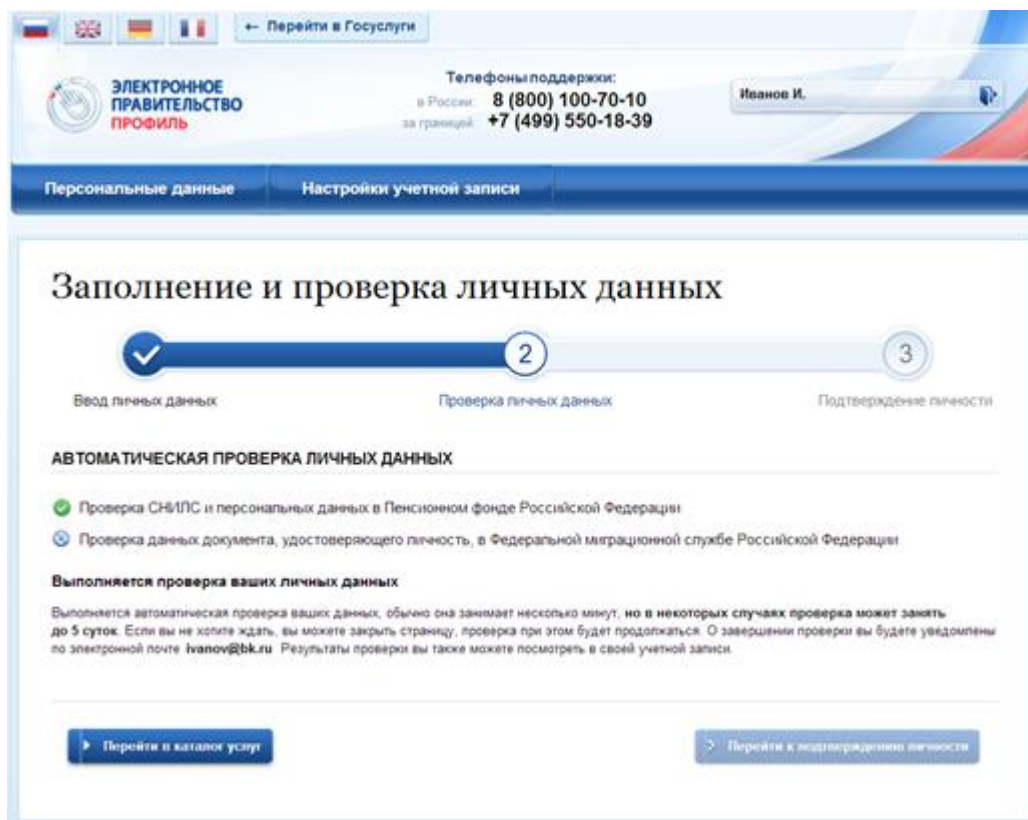 ← Перейти в Госуслуги
ЭЛЕКТРОННОЕ
ПРАВИТЕЛЬСТВО
ПРОФИЛЬ
Телефоны поддержки:
в России: 8 (800) 100-70-10
за границей: +7 (499) 550-18-39
Иванов И.
Персональные данные Настройки учетной записи
Заполнение и проверка личных данных
2
3
Ввод личных данных Проверка личных данных Подтверждение личности
АВТОМАТИЧЕСКАЯ ПРОВЕРКА ЛИЧНЫХ ДАННЫХ
Проверка СНИЛС и персональных данных в Пенсионном фонде Российской Федерации
Проверка данных документа, удостоверяющего личность, в Федеральной миграционной службе Российской Федерации
Выполняется проверка ваших личных данных
Выполняется автоматическая проверка ваших данных, обычно она занимает несколько минут, но в некоторых случаях проверка может занять
до 5 суток. Если вы не хотите ждать, вы можете закрыть страницу, проверка при этом будет продолжаться. О завершении проверки вы будете уведомлены
по электронной почте ivanov@bk.ru Результаты проверки вы также можете посмотреть в своей учетной записи.
Перейти в каталог услуг
Перейти к подтверждению личности